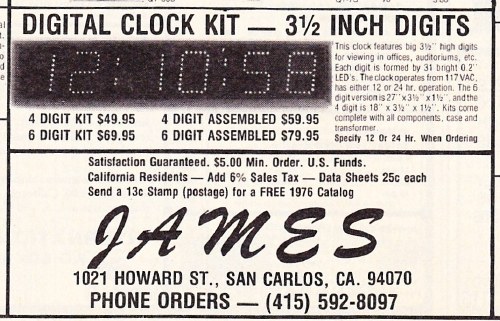 DIGITAL CLOCK KIT — 3½ INCH DIGITS
12:10:58
This clock features big 3½" high digits
for viewing in offices, auditoriums, etc.
Each digit is formed by 31 bright 0.2"
LED's. The clock operates from 117 VAC,
has either 12 or 24 hr. operation. The 6
digit version is 27" x 3½" x 1½", and the
4 digit is 18" x 3½" x 1½". Kits come
complete with all components, case and
transformer.
Specify 12 Or 24 Hr. When Ordering
4 DIGIT KIT $49.95 4 DIGIT ASSEMBLED $59.95
6 DIGIT KIT $69.95 6 DIGIT ASSEMBLED $79.95
Satisfaction Guaranteed. $5.00 Min. Order. U.S. Funds.
California Residents — Add 6% Sales Tax — Data Sheets 25c each
Send a 13c Stamp (postage) for a FREE 1976 Catalog
JAMES
1021 HOWARD ST., SAN CARLOS, CA. 94070
PHONE ORDERS — (415) 592-8097